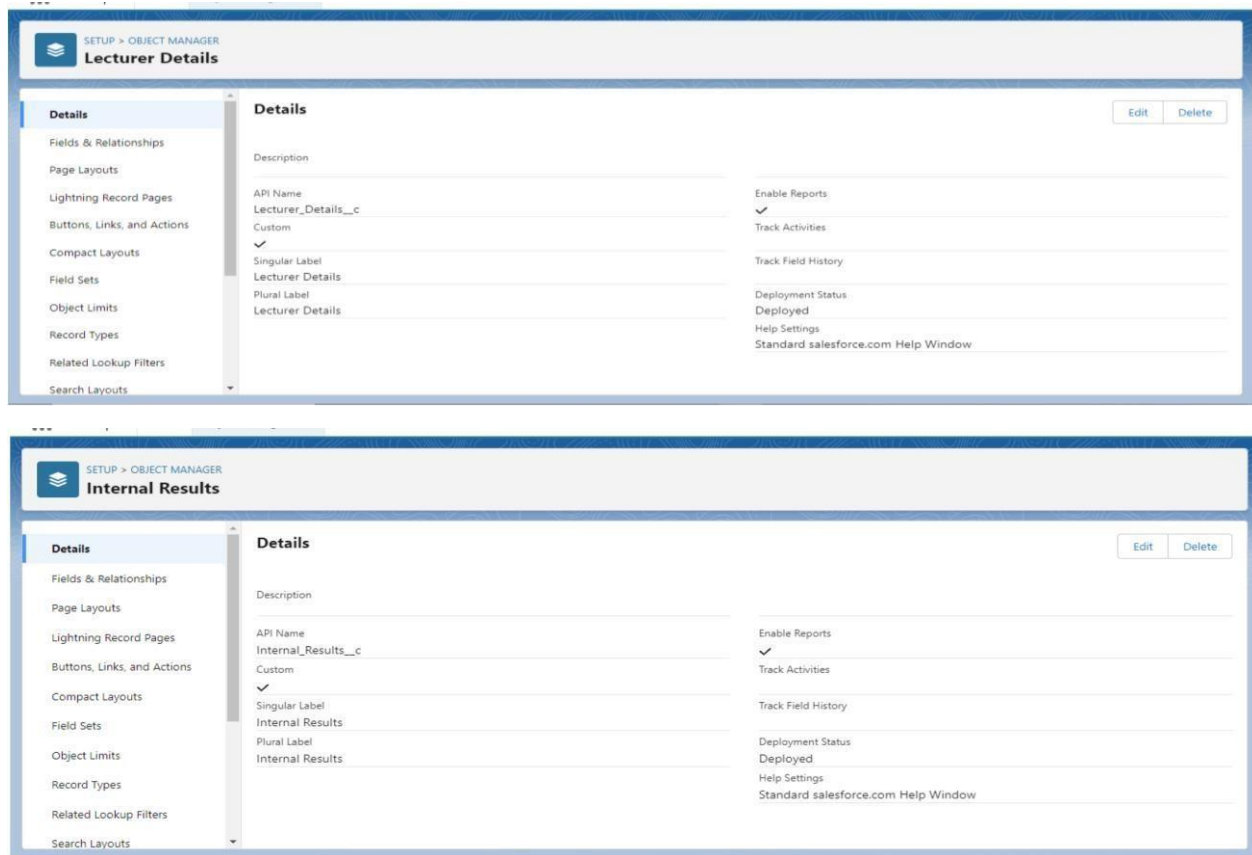 SETUP > OBJECT MANAGER
Lecturer Details
Details
Fields & Relationships
Page Layouts
Lightning Record Pages
Buttons, Links, and Actions
Compact Layouts
Field Sets
Object Limits
Record Types
Related Lookup Filters
Search Layouts
Details
Edit Delete
Description
API Name
Lecturer_Details__c
Custom
Singular Label
Lecturer Details
Plural Label
Lecturer Details
Enable Reports
Track Activities
Track Field History
Deployment Status
Deployed
Help Settings
Standard salesforce.com Help Window
SETUP > OBJECT MANAGER
Internal Results
Details
Fields & Relationships
Page Layouts
Lightning Record Pages
Buttons, Links, and Actions
Compact Layouts
Field Sets
Object Limits
Record Types
Related Lookup Filters
Search Layouts
Details
Edit Delete
Description
API Name
Internal_Results__c
Custom
Singular Label
Internal Results
Plural Label
Internal Results
Enable Reports
Track Activities
Track Field History
Deployment Status
Deployed
Help Settings
Standard salesforce.com Help Window